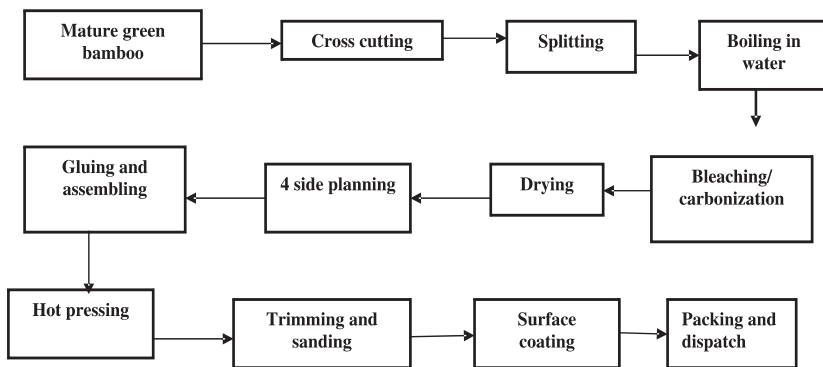 Mature green
bamboo
Cross cutting
Splitting
Boiling in
water
Bleaching/
carbonization
Drying
4 side planning
Gluing and
assembling
Hot pressing
Trimming and
sanding
Surface
coating
Packing and
dispatch